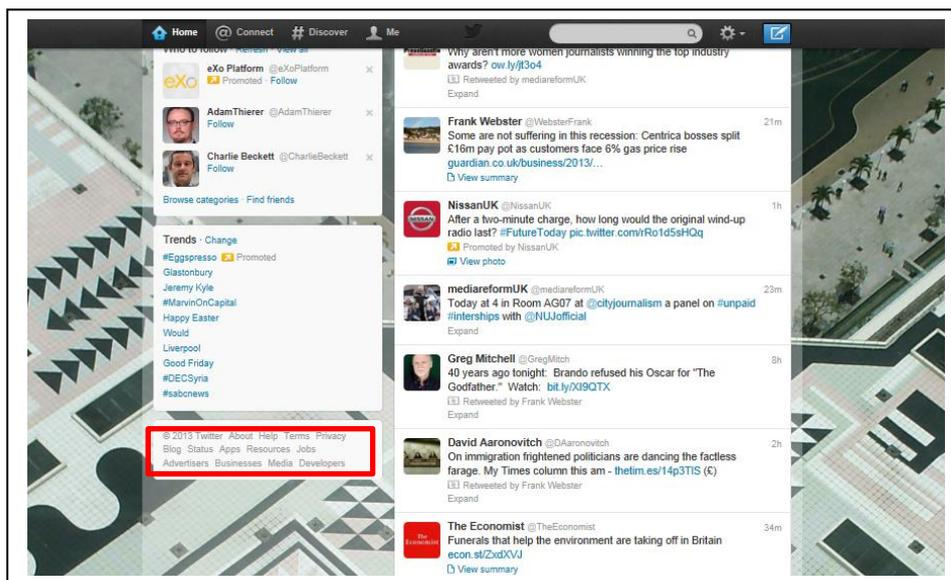 Home @ Connect # Discover Me
Who to follow · Refresh · View all
eXo
eXo Platform @eXoPlatform ×
Promoted · Follow
AdamThierer @AdamThierer ×
Follow
Charlie Beckett @CharlieBeckett ×
Follow
Browse categories · Find friends
Trends · Change
#Eggspresso Promoted
Glastonbury
Jeremy Kyle
#MarvinOnCapital
Happy Easter
Would
Liverpool
Good Friday
#DECSyria
#sabcnews
© 2013 Twitter About Help Terms Privacy
Blog Status Apps Resources Jobs
Advertisers Businesses Media Developers
Why aren't more women journalists winning the top industry
awards? ow.ly/jt3o4
Retweeted by mediareformUK
Expand
Frank Webster @WebsterFrank 21m
Some are not suffering in this recession: Centrica bosses split
£16m pay pot as customers face 6% gas price rise
guardian.co.uk/business/2013/…
View summary
NISSAN
NissanUK @NissanUK 1h
After a two-minute charge, how long would the original wind-up
radio last? #FutureToday pic.twitter.com/rRo1d5sHQq
Promoted by NissanUK
View photo
mediareformUK @mediareformUK 23m
Today at 4 in Room AG07 at @cityjournalism a panel on #unpaid
#interships with @NUJofficial
Expand
Greg Mitchell @GregMitch 8h
40 years ago tonight: Brando refused his Oscar for "The
Godfather." Watch: bit.ly/XI9QTX
Retweeted by Frank Webster
Expand
David Aaronovitch @DAaronovitch 2h
On immigration frightened politicians are dancing the factless
farage. My Times column this am - thetim.es/14p3TIS (£)
Retweeted by Frank Webster
Expand
The Economist
The Economist @TheEconomist 34m
Funerals that help the environment are taking off in Britain
econ.st/ZxdXVJ
View summary